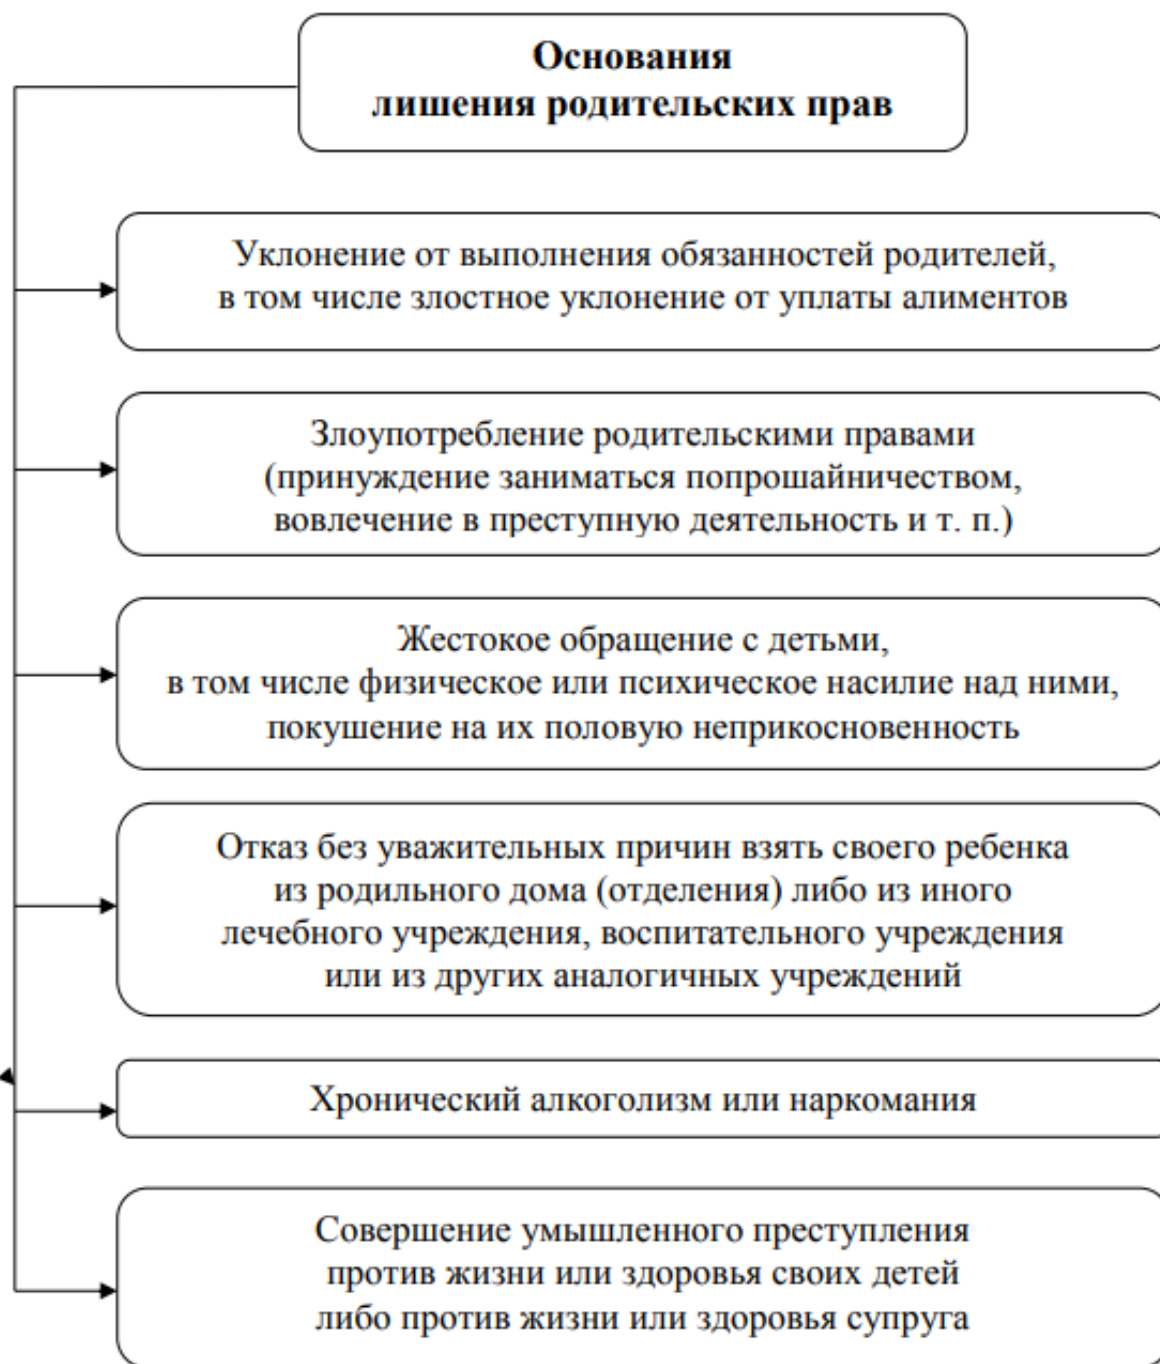 Основания
лишения родительских прав
Уклонение от выполнения обязанностей родителей,
в том числе злостное уклонение от уплаты алиментов
Злоупотребление родительскими правами
(принуждение заниматься попрошайничеством,
вовлечение в преступную деятельность и т. п.)
Жестокое обращение с детьми,
в том числе физическое или психическое насилие над ними,
покушение на их половую неприкосновенность
Отказ без уважительных причин взять своего ребенка
из родильного дома (отделения) либо из иного
лечебного учреждения, воспитательного учреждения
или из других аналогичных учреждений
Хронический алкоголизм или наркомания
Совершение умышленного преступления
против жизни или здоровья своих детей
либо против жизни или здоровья супруга